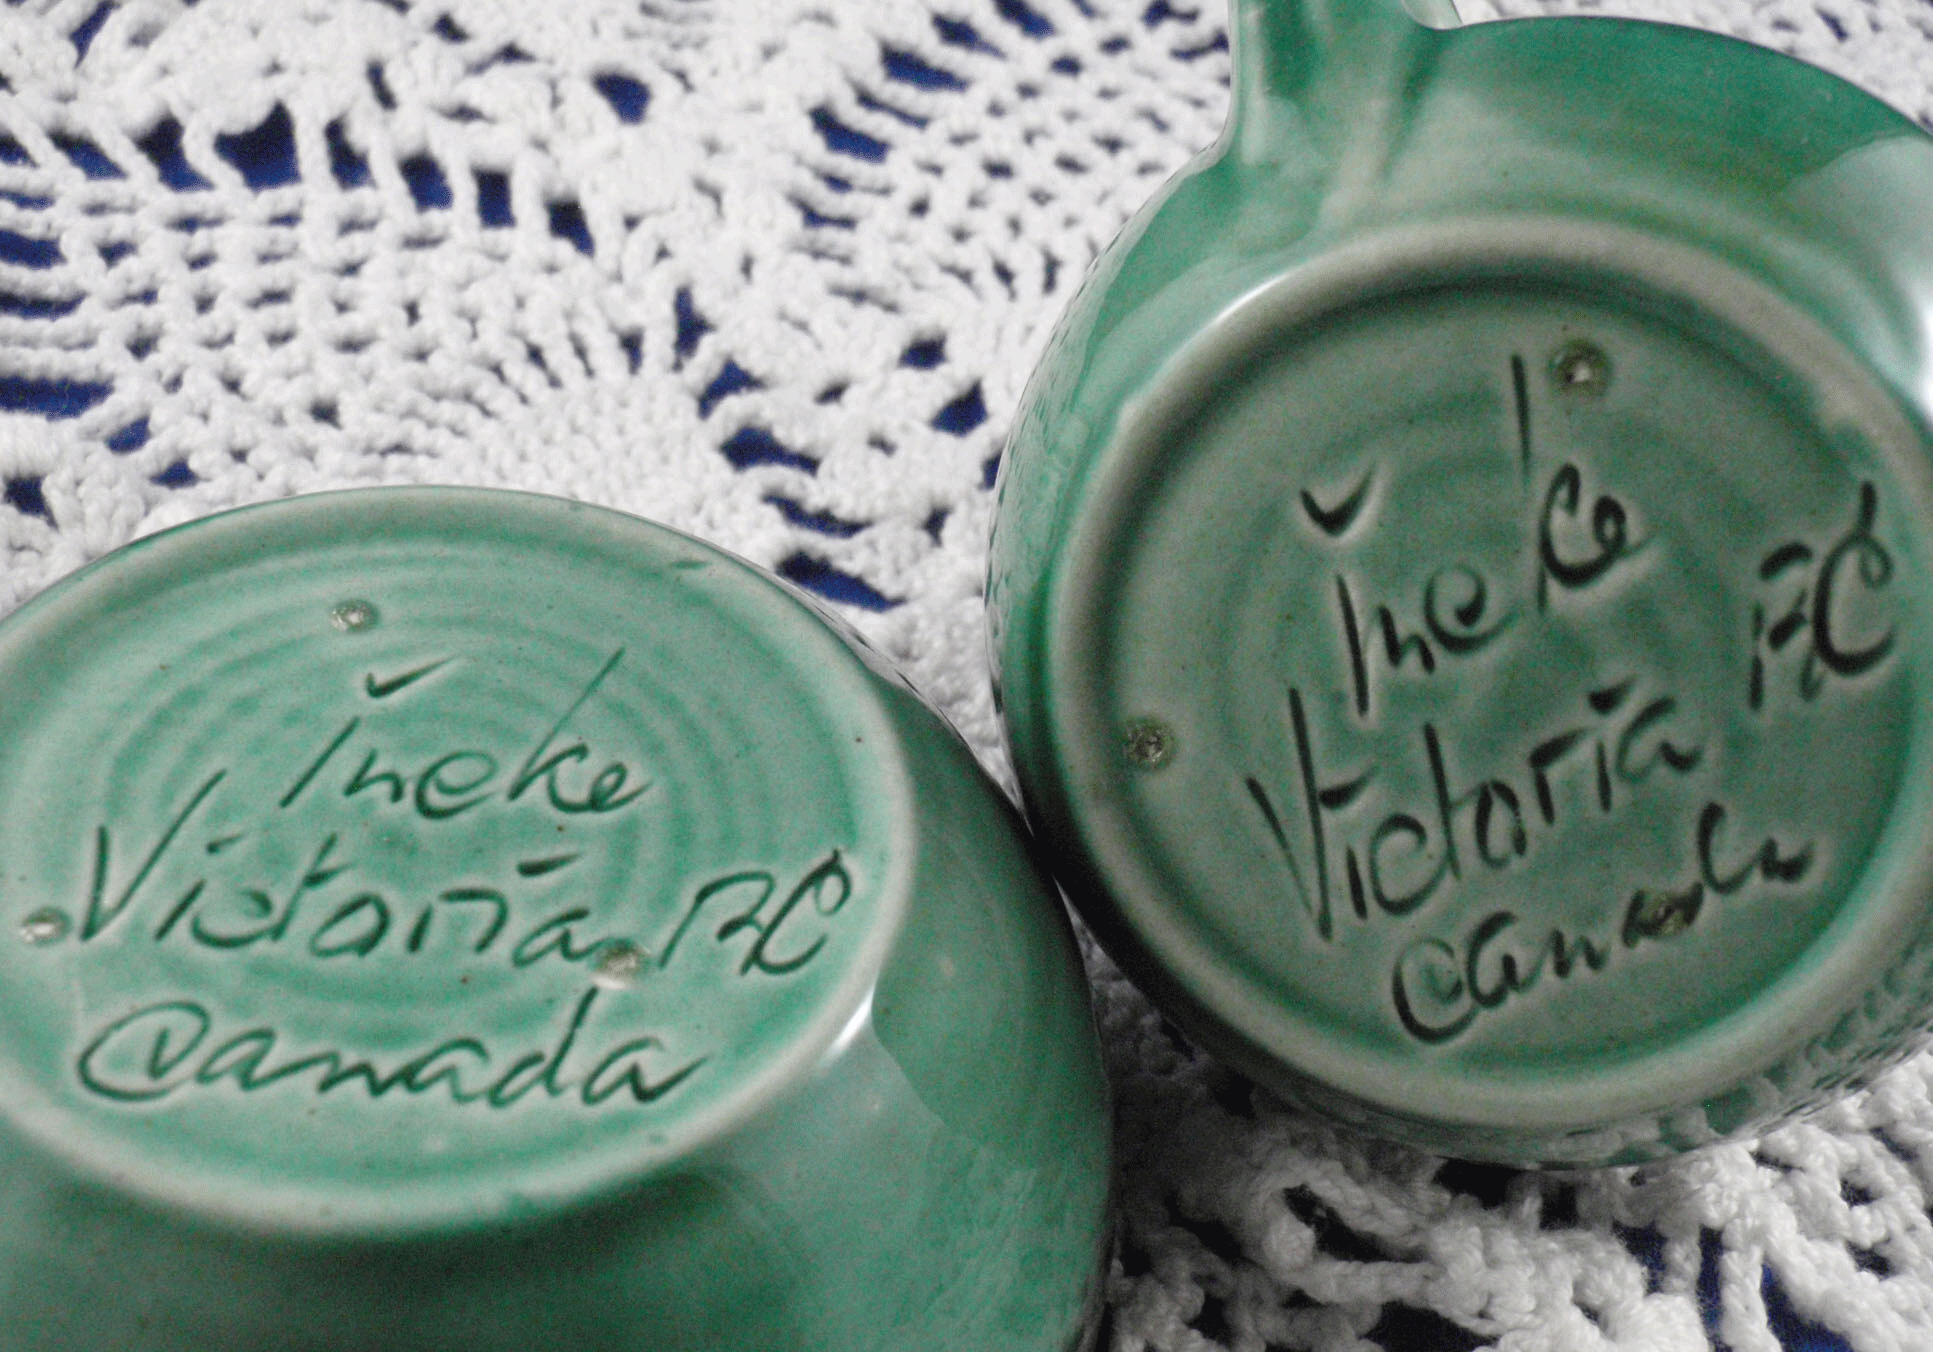 Ineke
Victoria BC
Canada
Ineke
Victoria BC
Canada